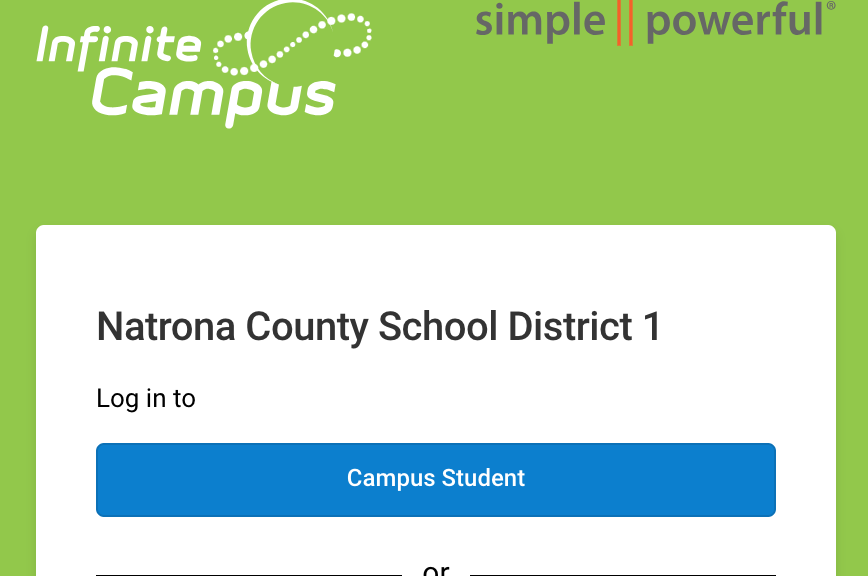 Infinite
Campus
simple || powerful®
Natrona County School District 1
Log in to
Campus Student
or